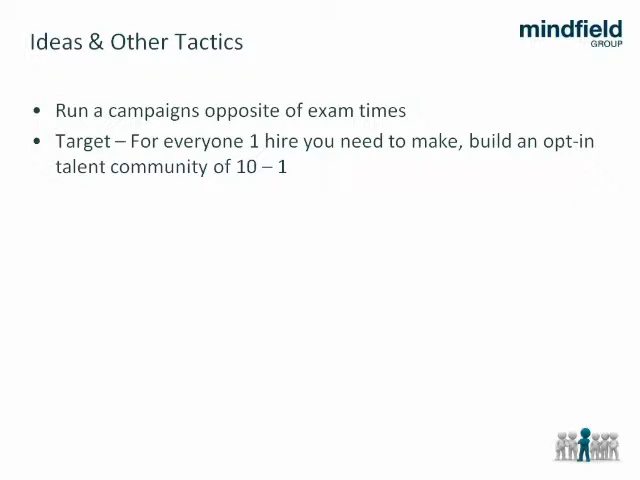 Ideas & Other Tactics
mindfield
GROUP
• Run a campaigns opposite of exam times
• Target – For everyone 1 hire you need to make, build an opt-in
talent community of 10 – 1